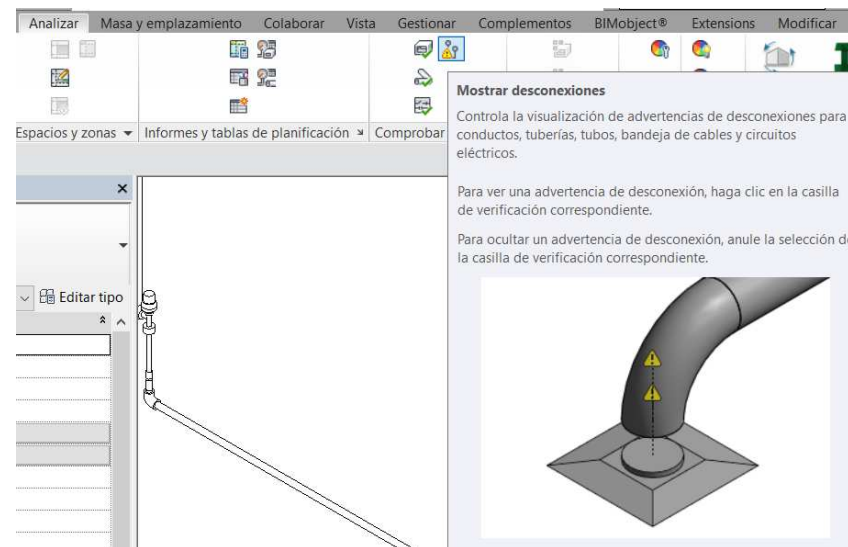 Analizar Masa y emplazamiento Colaborar Vista Gestionar Complementos BIMobject® Extensions Modificar
Espacios y zonas Informes y tablas de planificación Comprobar
Mostrar desconexiones
Controla la visualización de advertencias de desconexiones para
conductos, tuberías, tubos, bandeja de cables y circuitos
eléctricos.
Para ver una advertencia de desconexión, haga clic en la casilla
de verificación correspondiente.
Para ocultar un advertencia de desconexión, anule la selección de
la casilla de verificación correspondiente.
Editar tipo